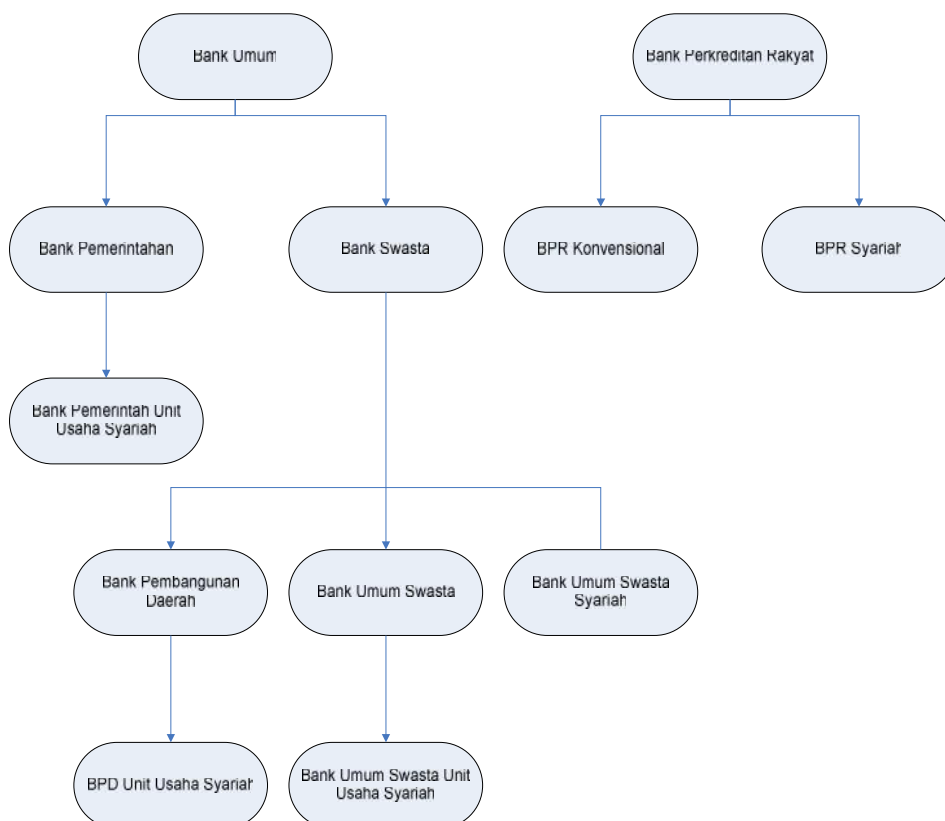 Bank Umum
Bank Perkreditan Rakyat
Bank Pemerintahan
Bank Swasta
BPR Konvensional
BPR Syariah
Bank Pemerintah Unit
Usaha Syariah
Bank Pembangunan
Daerah
Bank Umum Swasta
Bank Umum Swasta
Syariah
BPD Unit Usaha Syariah
Bank Umum Swasta Unit
Usaha Syariah